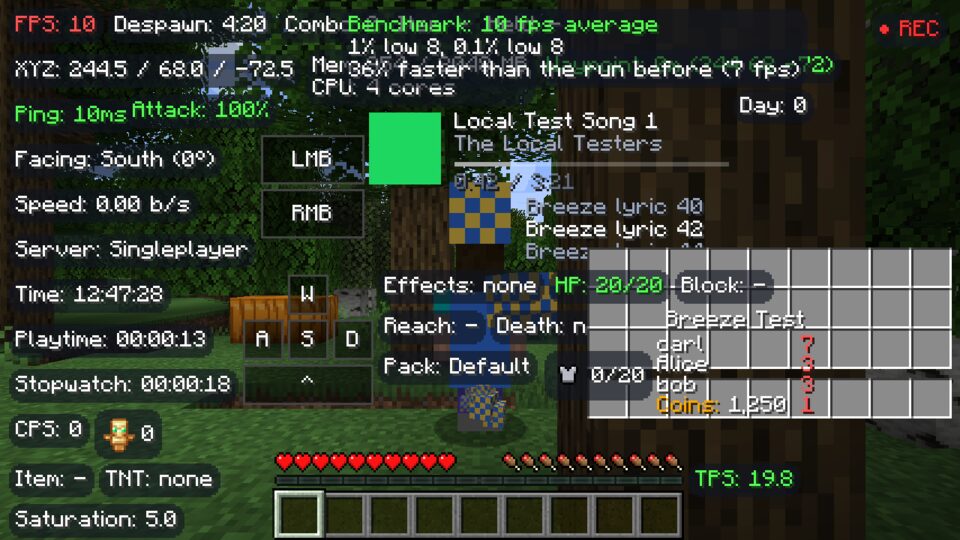 FPS: 10
Despawn: 4:20
Combo
Benchmark: 10 fps average
REC
1% low 8, 0.1% low 8
XYZ: 244.5 / 68.0 / -72.5
36% faster than the run before (7 fps)
CPU: 4 cores
Ping: 10ms
Attack: 100%
Day: 0
Local Test Song 1
The Local Testers
Facing: South (0°)
LMB
Speed: 0.00 b/s
RMB
Breeze lyric 40
Breeze lyric 42
Server: Singleplayer
Effects: none
HP: 20/20
Block: -
Time: 12:47:28
W
Breeze Test
Reach: -
Death:
Playtime: 00:00:13
A
S
D
darl 7
Alice 3
Pack: Default
0/20
bob 3
Stopwatch: 00:00:18
^
Coins: 1,250 1
CPS: 0
0
Item: -
TNT: none
TPS: 19.8
Saturation: 5.0